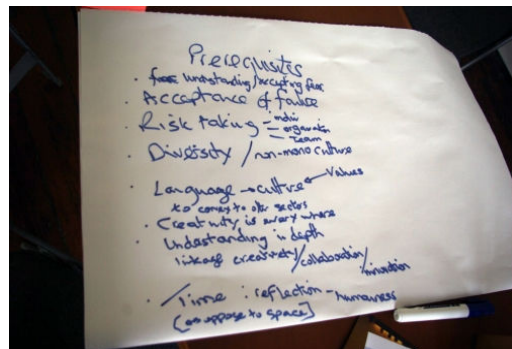 Prerequisites
· understanding/accepting fear
· Acceptance of failure
· Risk taking = indiv
= organisation
= Team
· Diversity / non-mono culture
· Language → culture ← Values
to connect to other sectors
· Creativity is everywhere
· Understanding in depth
linkage creativity/collaboration/innovation
· Time : reflection - humanness
[as oppose to space]